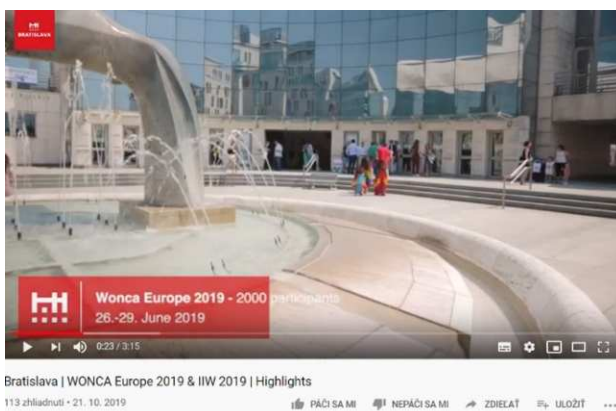 BRATISLAVA
Wonca Europe 2019 - 2000 participants
26.-29. June 2019
0:23 / 3:15
Bratislava | WONCA Europe 2019 & IIW 2019 | Highlights
113 zhliadnutí • 21. 10. 2019
PÁČI SA MI
NEPÁČI SA MI
ZDIEĽAŤ
ULOŽIŤ